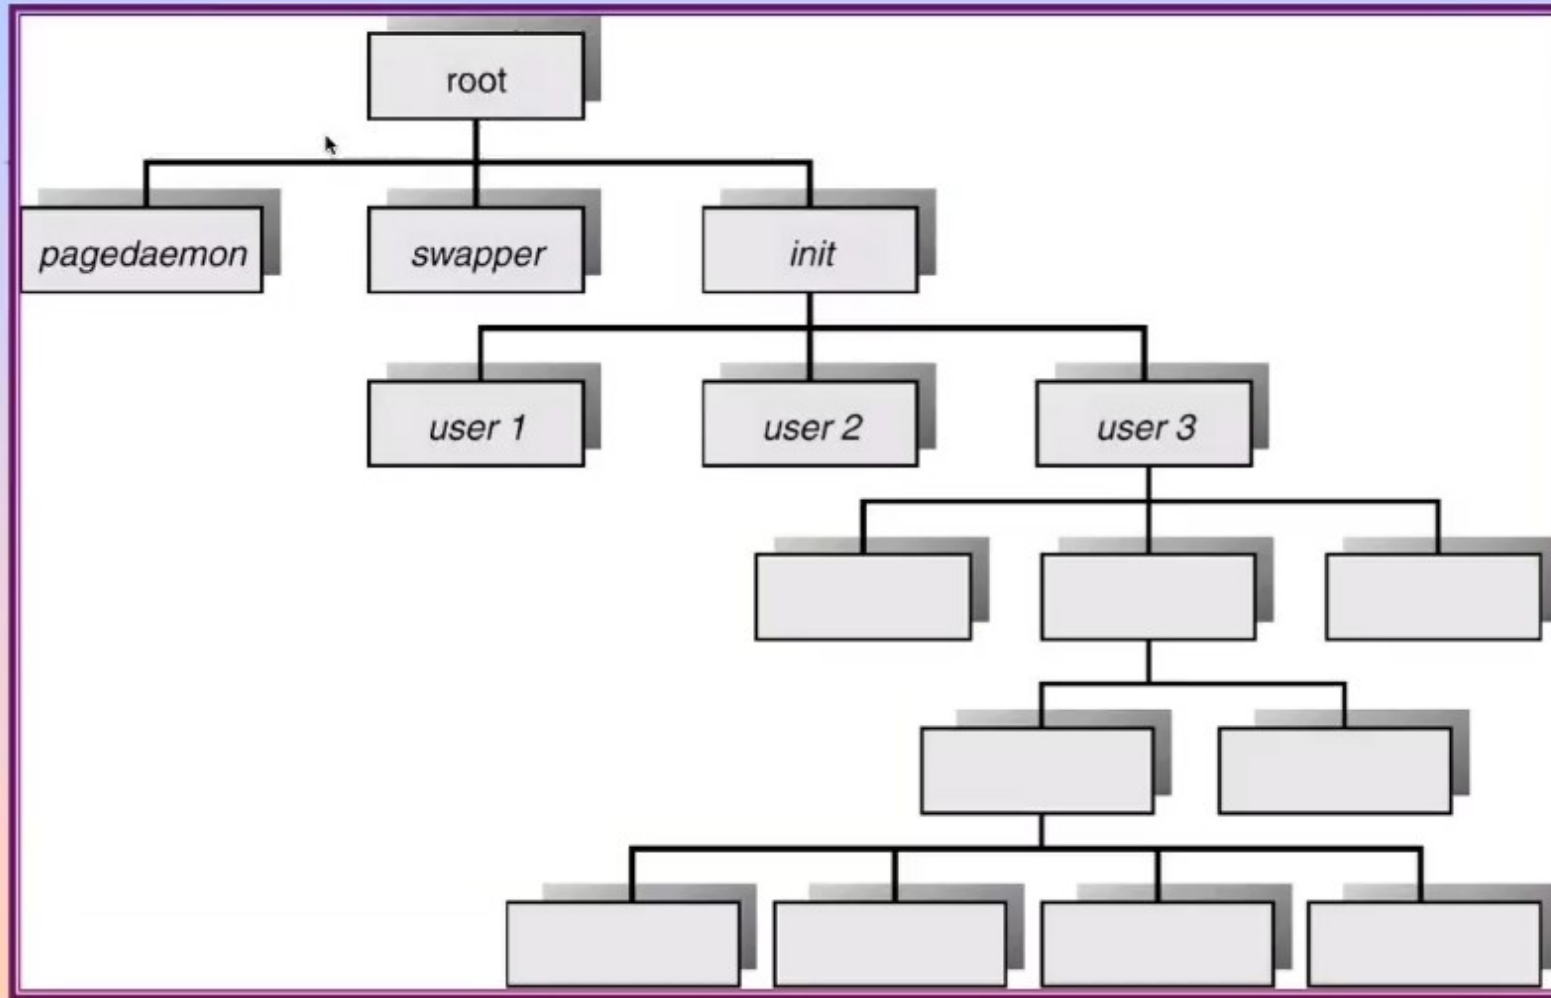 root
pagedaemon
swapper
init
user 1
user 2
user 3